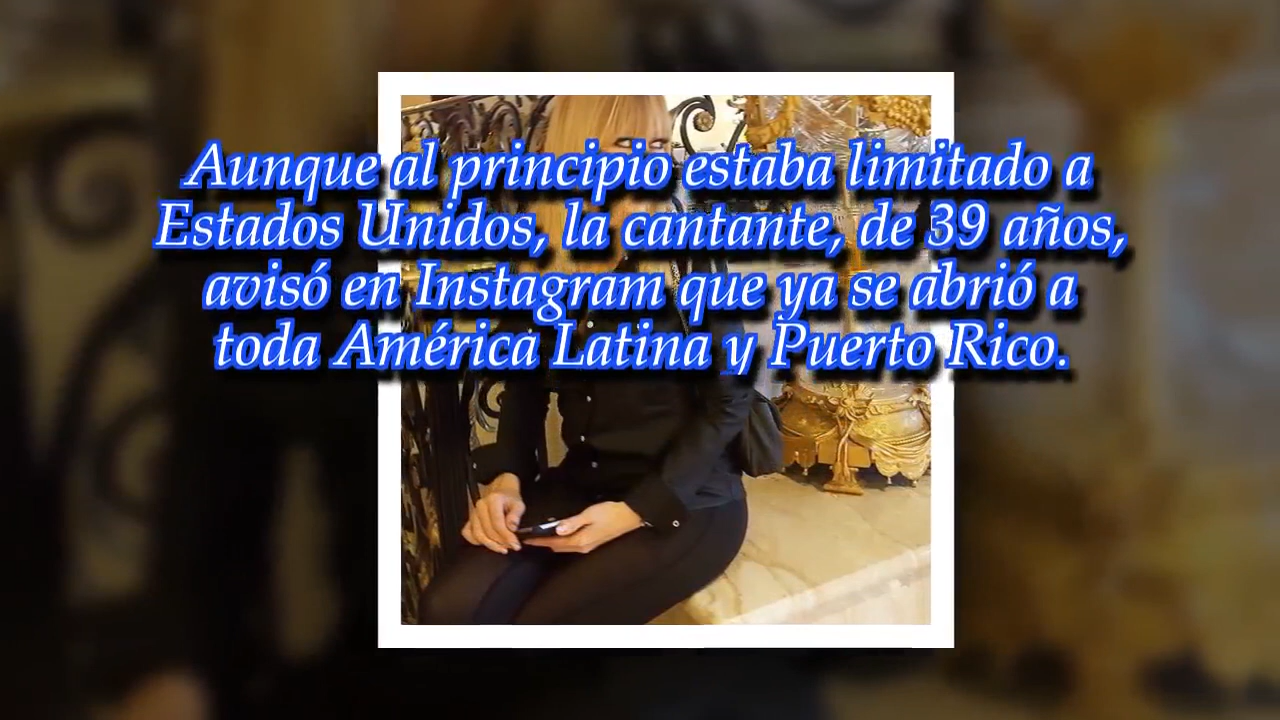 Aunque al principio estaba limitado a
Estados Unidos, la cantante, de 39 años,
avisó en Instagram que ya se abrió a
toda América Latina y Puerto Rico.